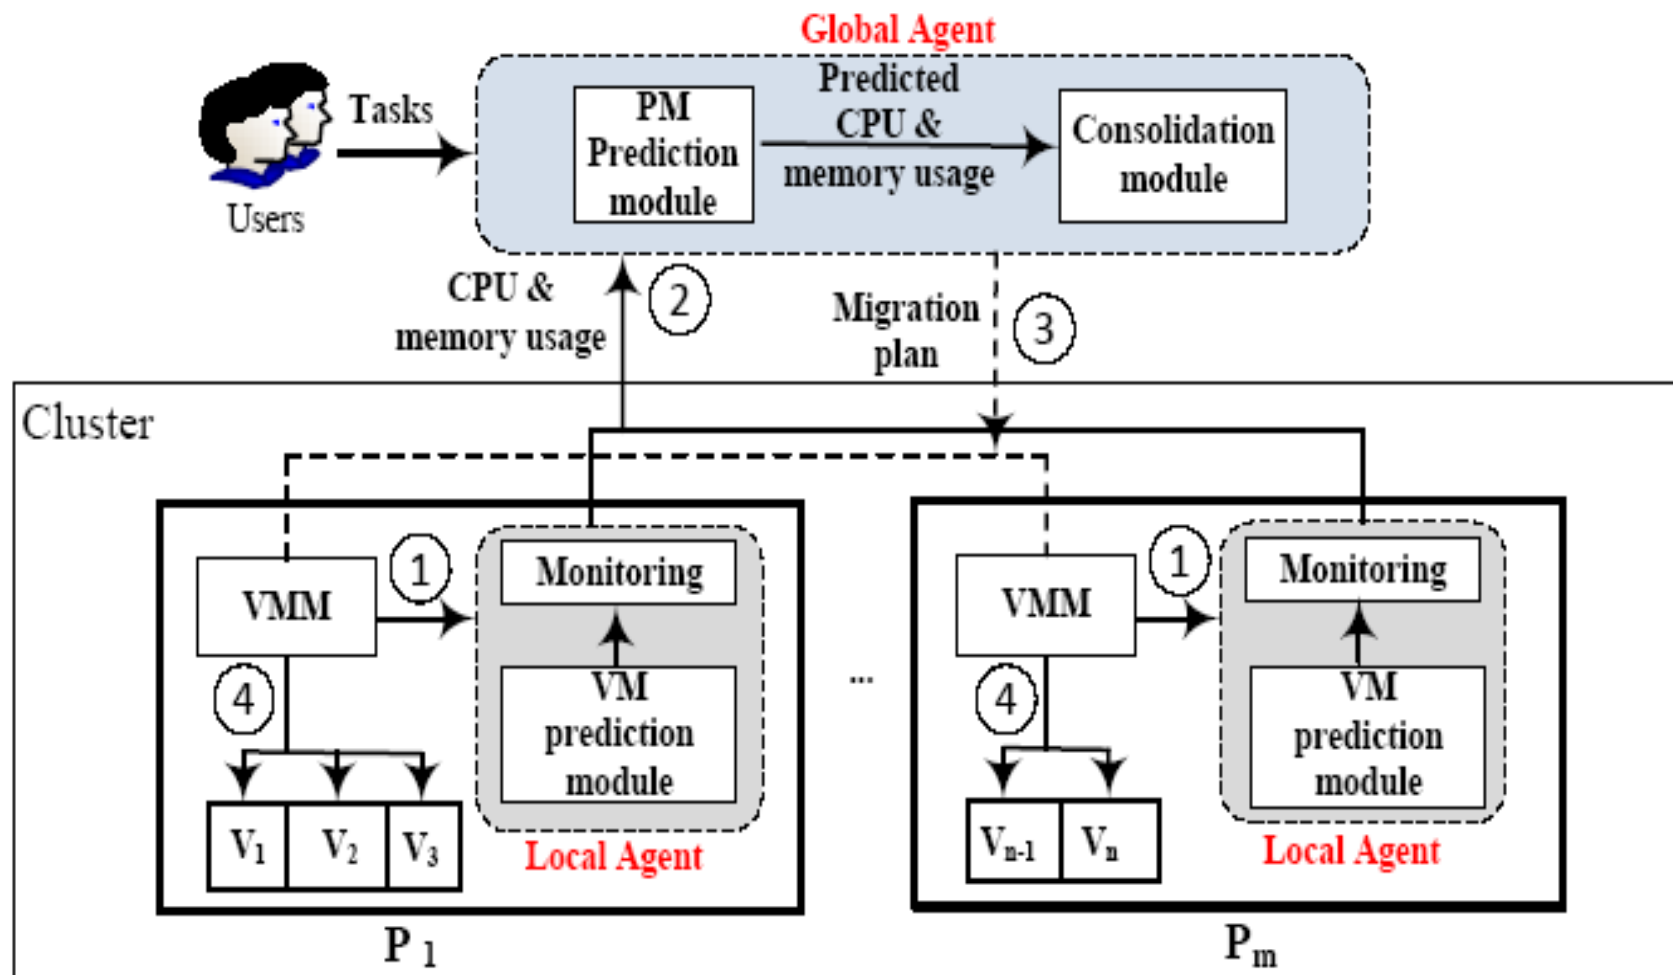 Global Agent
Tasks
Users
PM
Prediction
module
Predicted
CPU &
memory usage
Consolidation
module
CPU &
memory usage
2
Migration
plan
3
Cluster
VMM
1
Monitoring
VM
prediction
module
4
V1
V2
V3
Local Agent
P 1
...
VMM
1
Monitoring
VM
prediction
module
4
Vn-1
Vn
Local Agent
Pm